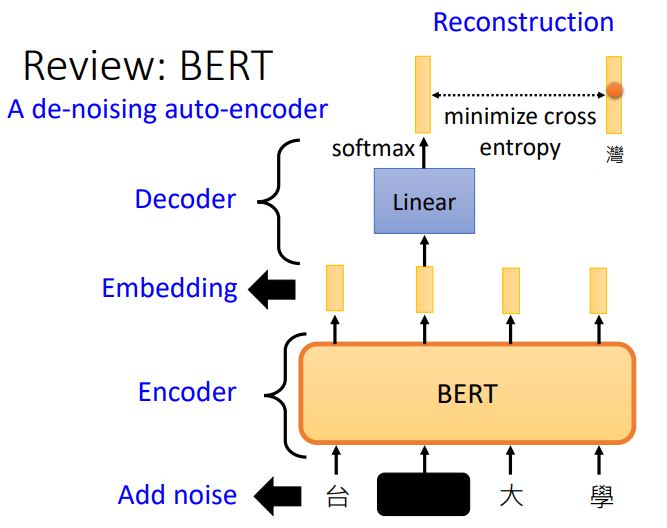 Reconstruction
Review: BERT
A de-noising auto-encoder
minimize cross
entropy
softmax
灣
Decoder
Linear
Embedding
Encoder
BERT
Add noise
台 大 學